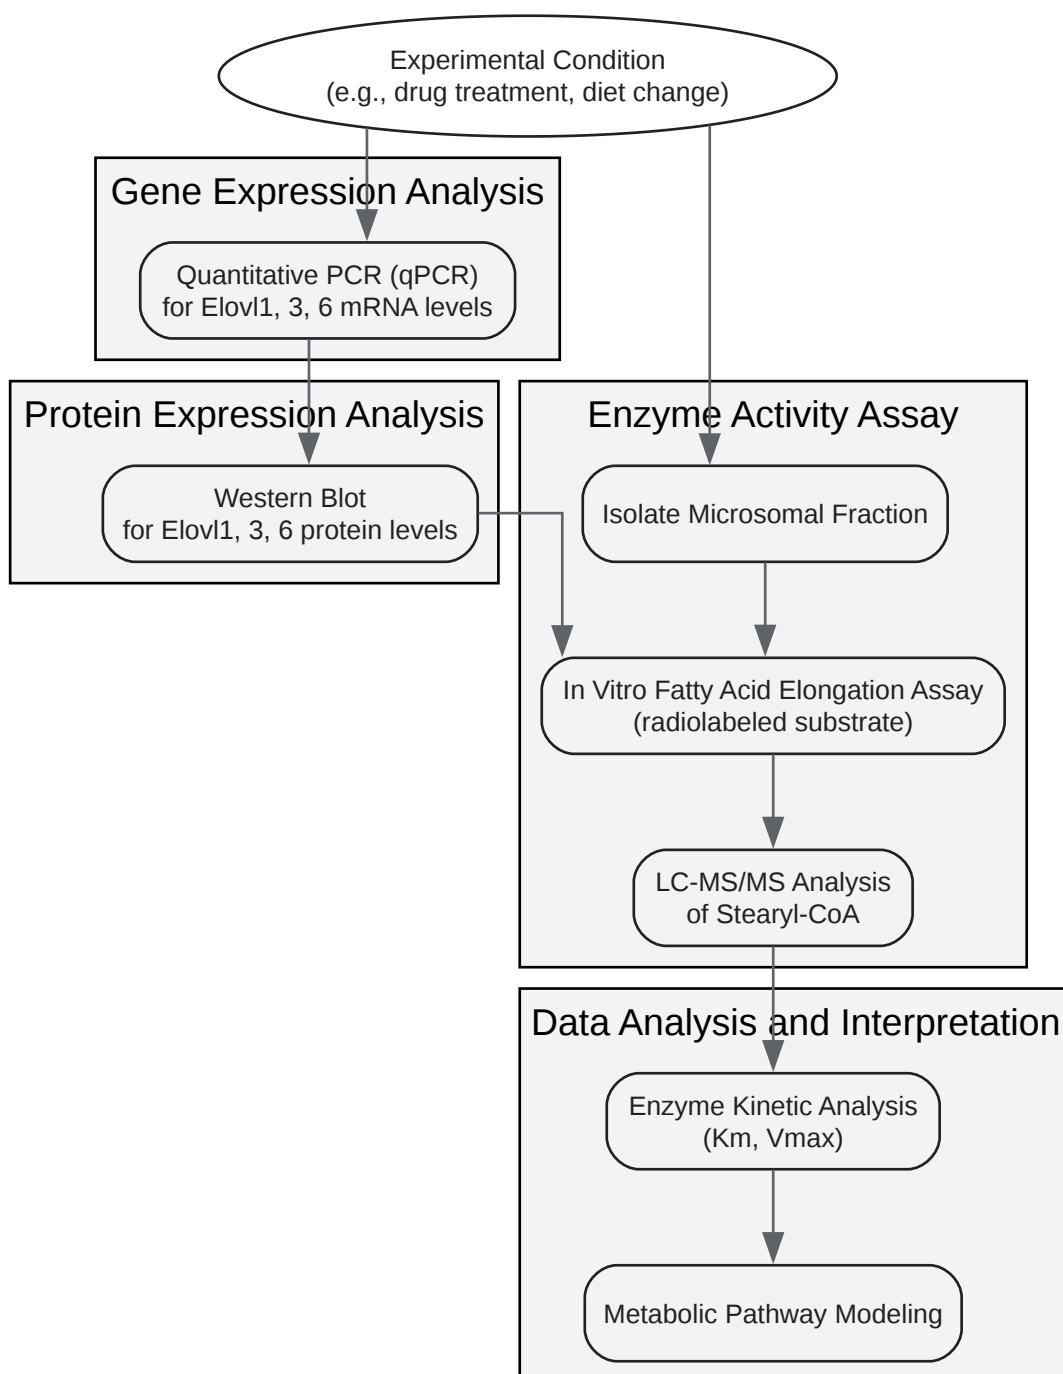 Experimental Condition
(e.g., drug treatment, diet change)
Gene Expression Analysis
Quantitative PCR (qPCR)
for Elovl1, 3, 6 mRNA levels
Protein Expression Analysis
Western Blot
for Elovl1, 3, 6 protein levels
Enzyme Activity Assay
Isolate Microsomal Fraction
In Vitro Fatty Acid Elongation Assay
(radiolabeled substrate)
LC-MS/MS Analysis
of Stearyl-CoA
Data Analysis and Interpretation
Enzyme Kinetic Analysis
(Km, Vmax)
Metabolic Pathway Modeling